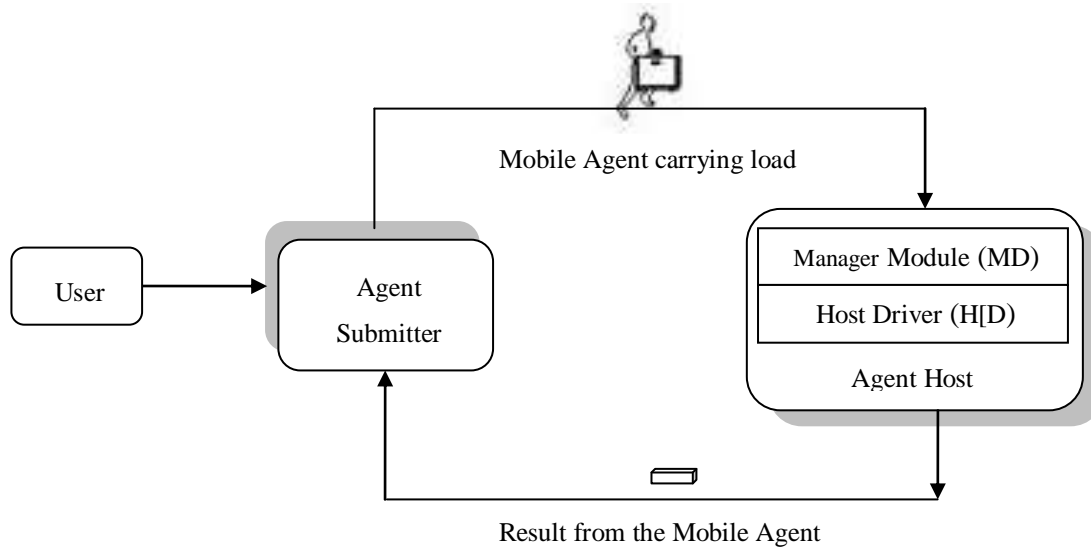 Mobile Agent carrying load
Manager Module (MD)
Host Driver (H[D)
Agent Host
User
Agent
Submitter
Result from the Mobile Agent